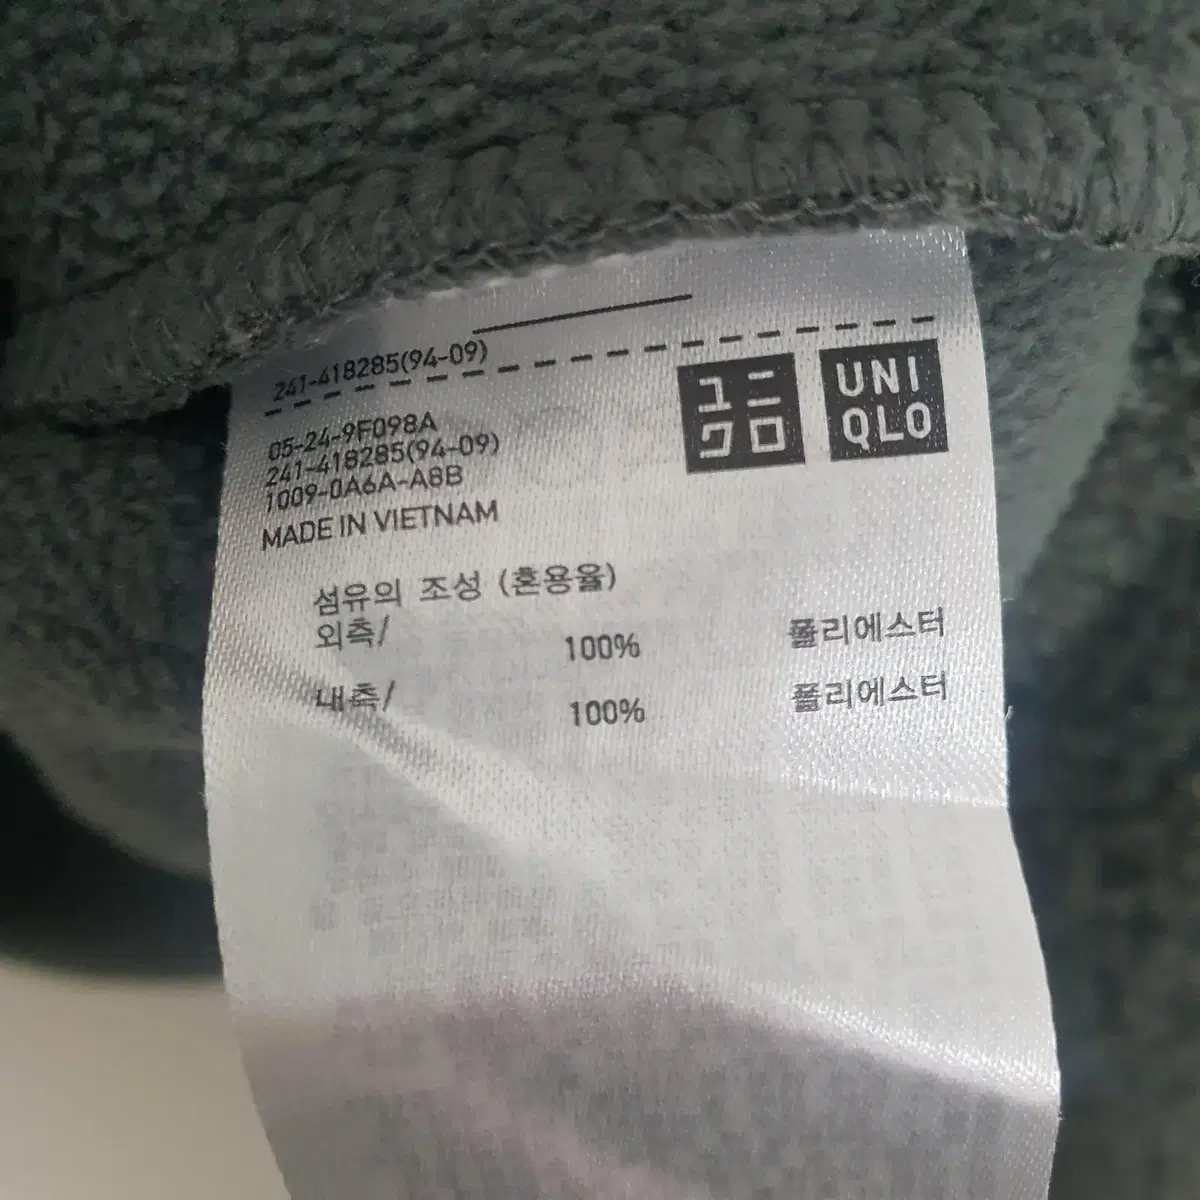 241-418285(94-09)
05-24-9F098A
241-418285(94-09)
1009-0A6A-A8B
MADE IN VIETNAM
ユニ
クロ
UNI
QLO
섬유의 조성 (혼용율)
외측/ 100% 폴리에스터
내측/ 100% 폴리에스터